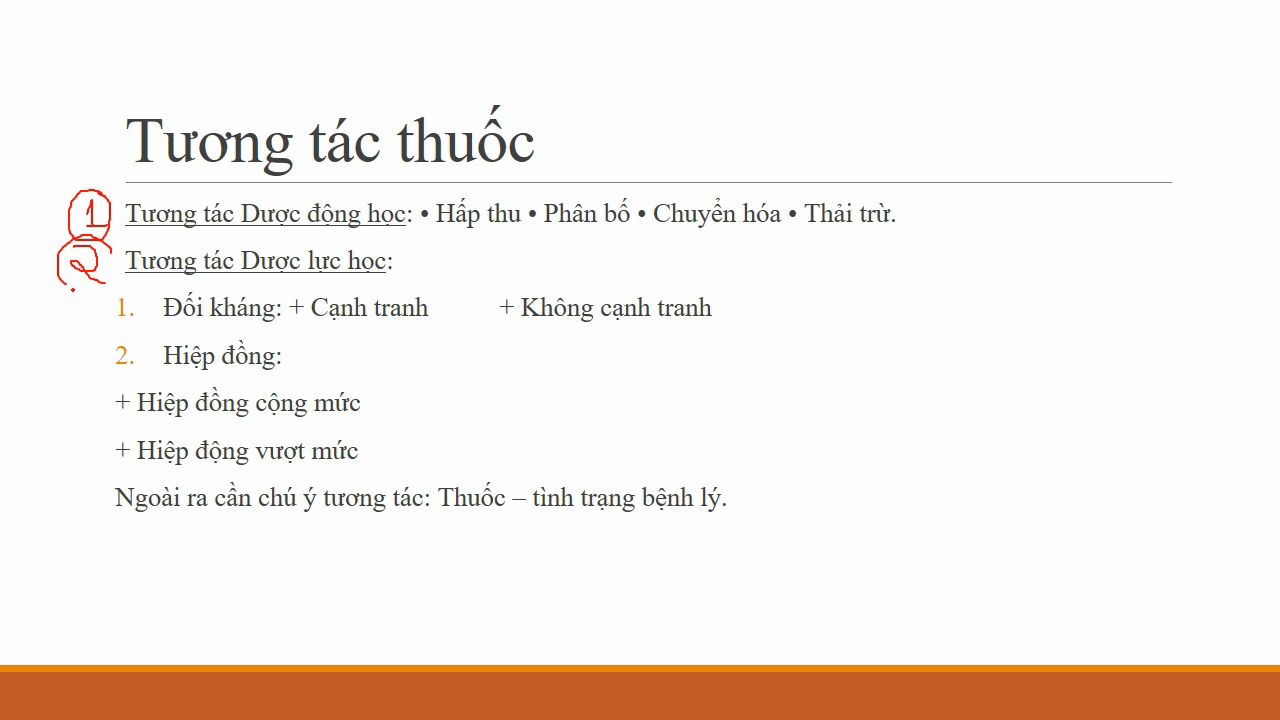 Tương tác thuốc
1 Tương tác Dược động học: • Hấp thu • Phân bố • Chuyển hóa • Thải trừ.
2 Tương tác Dược lực học:
1. Đối kháng: + Cạnh tranh + Không cạnh tranh
2. Hiệp đồng:
+ Hiệp đồng cộng mức
+ Hiệp động vượt mức
Ngoài ra cần chú ý tương tác: Thuốc – tình trạng bệnh lý.